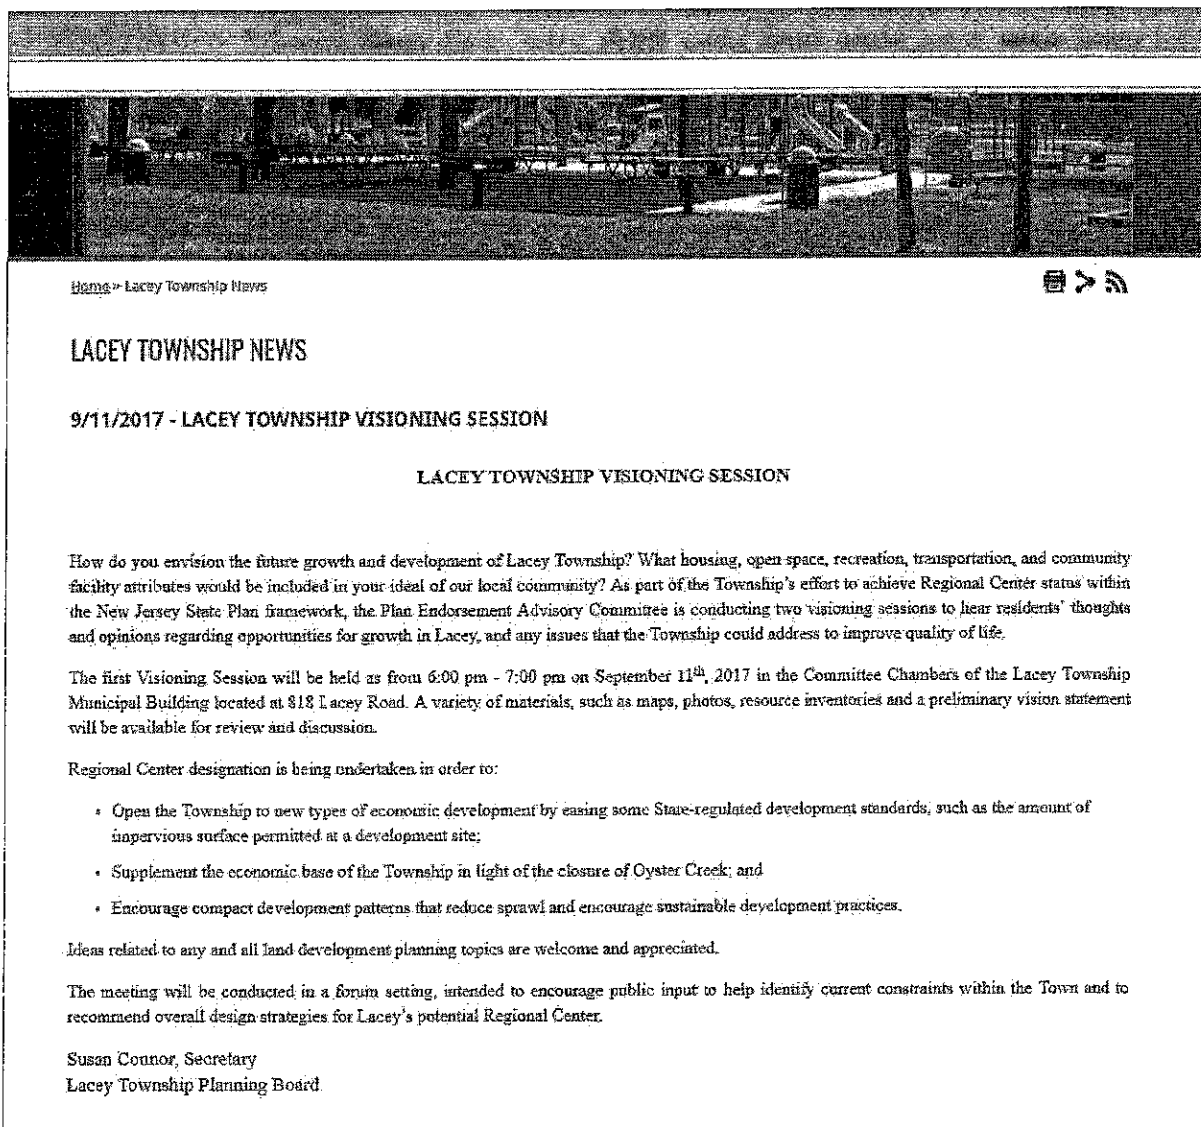 Home » Lacey Township News
LACEY TOWNSHIP NEWS
9/11/2017 - LACEY TOWNSHIP VISIONING SESSION
LACEY TOWNSHIP VISIONING SESSION
How do you envision the future growth and development of Lacey Township? What housing, open space, recreation, transportation, and community
facility attributes would be included in your ideal of our local community? As part of the Township's effort to achieve Regional Center status within
the New Jersey State Plan framework, the Plan Endorsement Advisory Committee is conducting two visioning sessions to hear residents' thoughts
and opinions regarding opportunities for growth in Lacey, and any issues that the Township could address to improve quality of life.
The first Visioning Session will be held as from 6:00 pm - 7:00 pm on September 11th, 2017 in the Committee Chambers of the Lacey Township
Municipal Building located at 818 Lacey Road. A variety of materials, such as maps, photos, resource inventories and a preliminary vision statement
will be available for review and discussion.
Regional Center designation is being undertaken in order to:
• Open the Township to new types of economic development by easing some State-regulated development standards, such as the amount of
impervious surface permitted at a development site;
• Supplement the economic base of the Township in light of the closure of Oyster Creek; and
• Encourage compact development patterns that reduce sprawl and encourage sustainable development practices.
Ideas related to any and all land development planning topics are welcome and appreciated.
The meeting will be conducted in a forum setting, intended to encourage public input to help identify current constraints within the Town and to
recommend overall design strategies for Lacey's potential Regional Center.
Susan Connor, Secretary
Lacey Township Planning Board